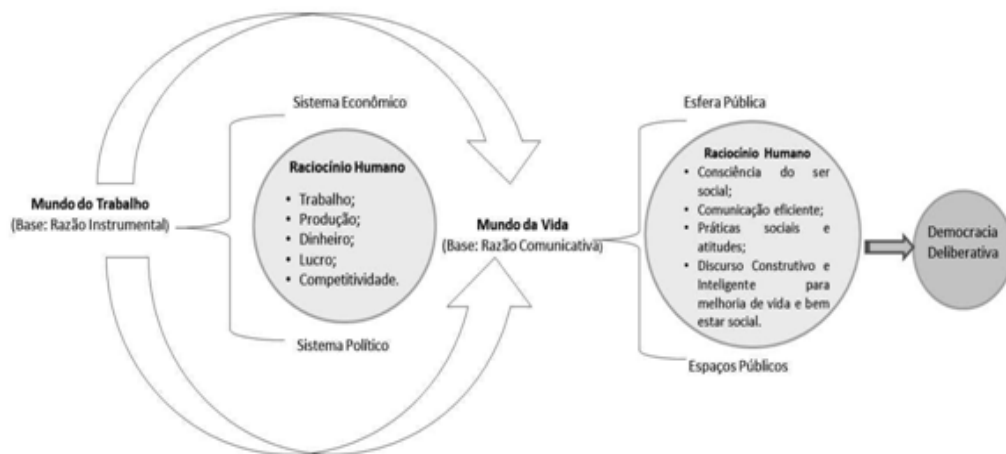 Sistema Econômico
Esfera Pública
Mundo do Trabalho
(Base: Razão Instrumental)
Raciocínio Humano
• Trabalho;
• Produção;
• Dinheiro;
• Lucro;
• Competitividade.
Mundo da Vida
(Base: Razão Comunicativa)
Raciocínio Humano
• Consciência do ser
social;
• Comunicação eficiente;
• Práticas sociais e
atitudes;
• Discurso Construtivo e
Inteligente para
melhoria de vida e bem
estar social.
Democracia
Deliberativa
Sistema Político
Espaços Públicos